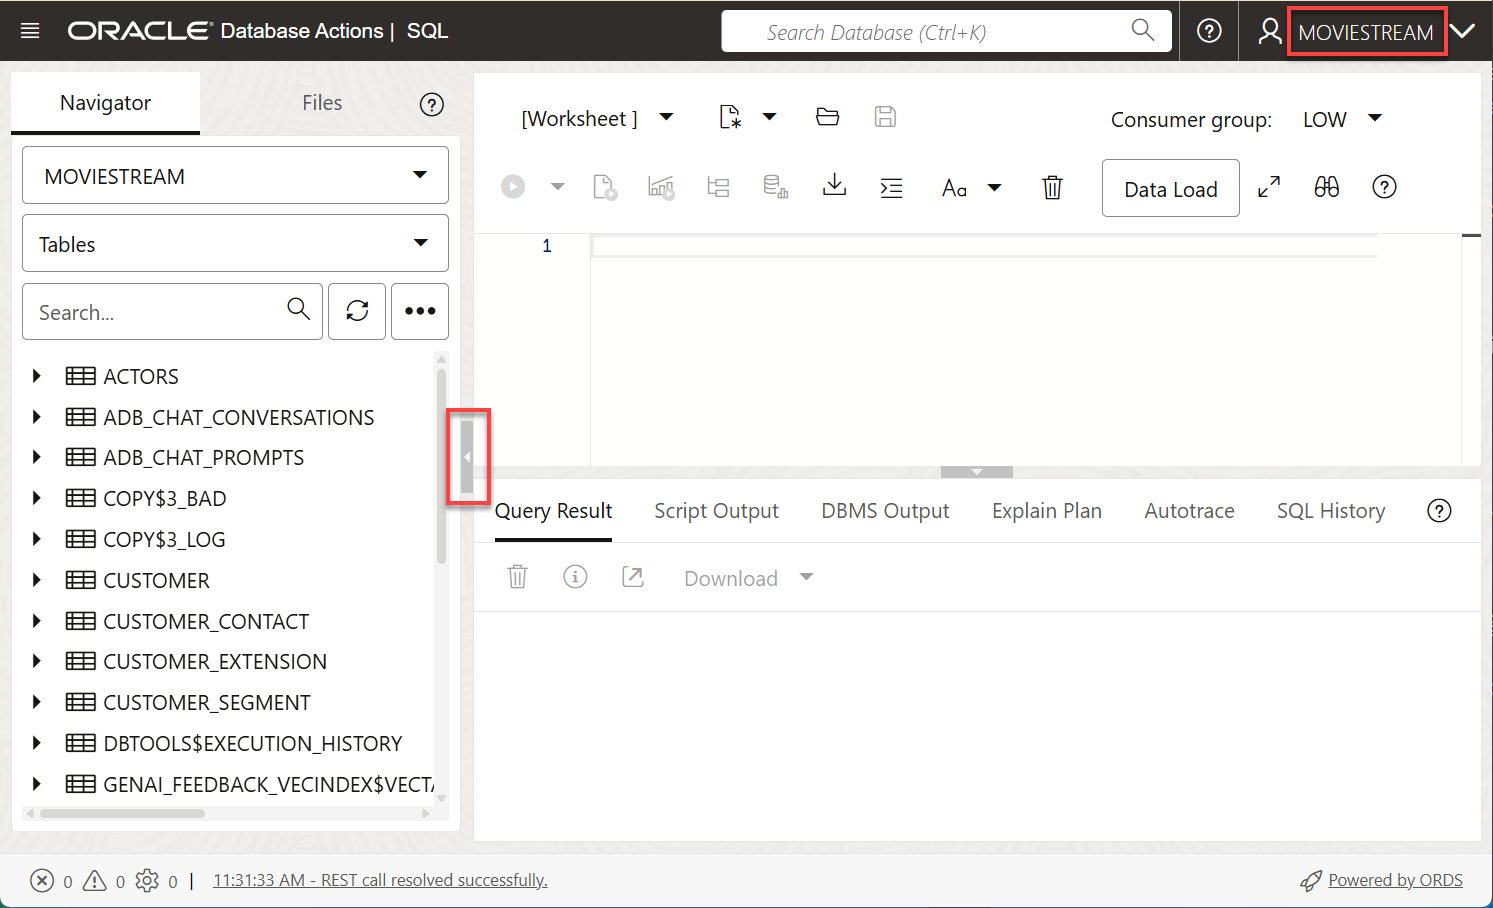 ORACLE Database Actions | SQL
Search Database (Ctrl+K)
MOVIESTREAM
Navigator
Files
MOVIESTREAM
Tables
Search...
ACTORS
ADB_CHAT_CONVERSATIONS
ADB_CHAT_PROMPTS
COPY$3_BAD
COPY$3_LOG
CUSTOMER
CUSTOMER_CONTACT
CUSTOMER_EXTENSION
CUSTOMER_SEGMENT
DBTOOLS$EXECUTION_HISTORY
GENAI_FEEDBACK_VECINDEX$VECTA
[Worksheet ]
Consumer group: LOW
Aa
Data Load
1
Query Result Script Output DBMS Output Explain Plan Autotrace SQL History
Download
0 0 0 | 11:31:33 AM - REST call resolved successfully.
Powered by ORDS